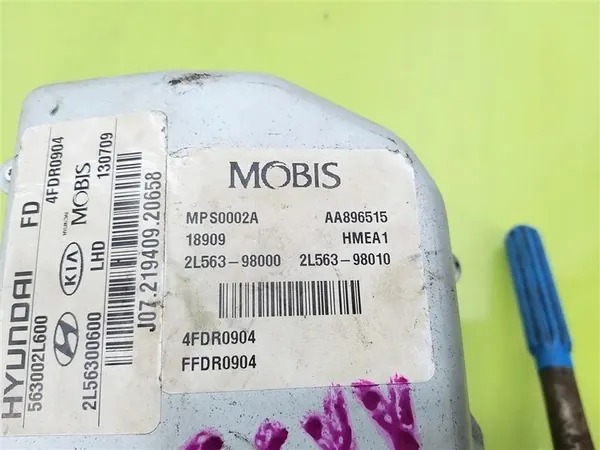 HYUNDAI FD 4FDR0904
563002L600
HYUNDAI KIA MOBIS 130709
2L56300600 LHD
J07.219409.20658
MOBIS
MPS0002A AA896515
18909 HMEA1
2L563-98000 2L563-98010
4FDR0904
FFDR0904